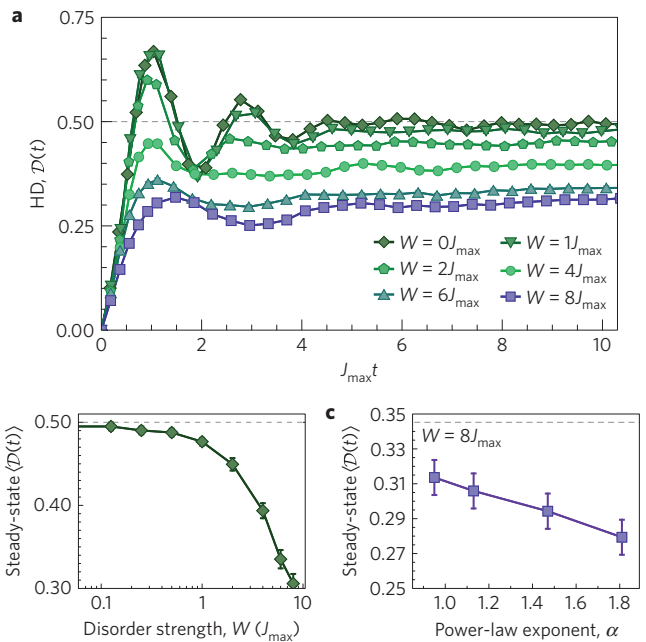 a
0.75
0.50
0.25
0.00
HD, 𝒟(t)
0
2
4
6
8
10
J_max t
W = 0J_max
W = 1J_max
W = 2J_max
W = 4J_max
W = 6J_max
W = 8J_max
0.50
0.40
0.30
Steady-state ⟨𝒟(t)⟩
0.1
1
10
Disorder strength, W (J_max)
c
W = 8J_max
0.35
0.33
0.31
0.29
0.27
0.25
Steady-state ⟨𝒟(t)⟩
1.0
1.2
1.4
1.6
1.8
Power-law exponent, α